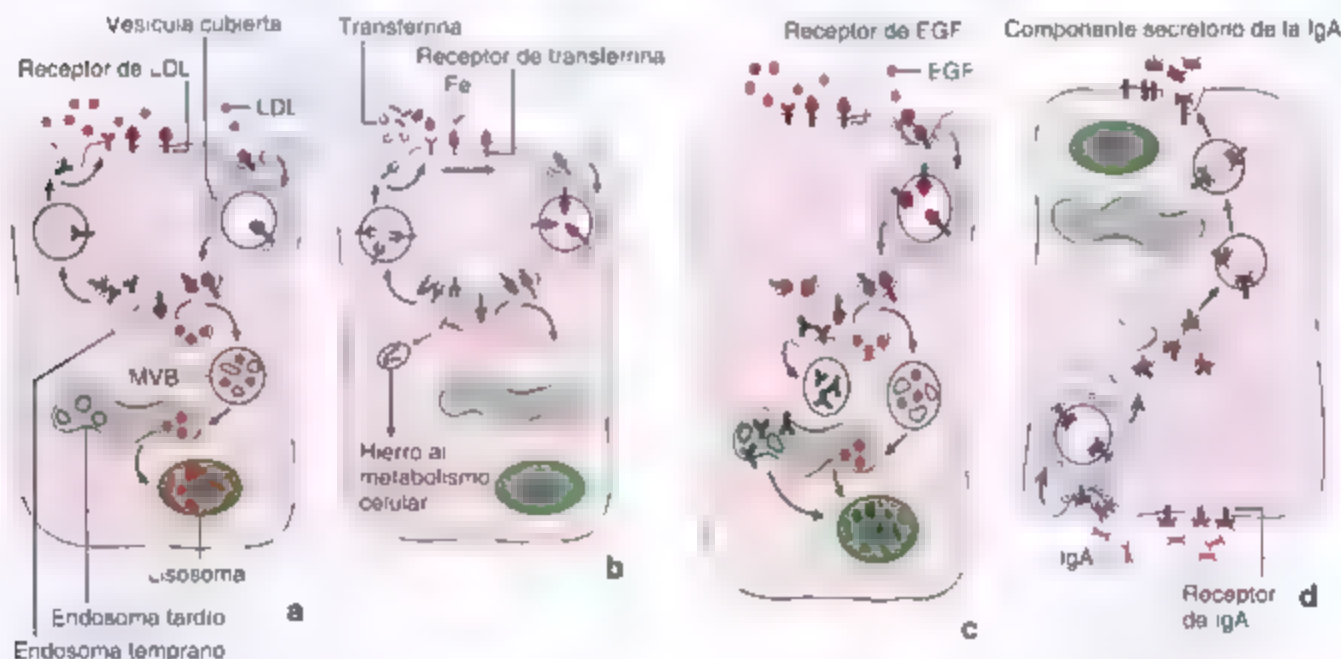 Vesícula cubierta
Receptor de LDL
LDL
MVB
Lisosoma
Endosoma tardío
Endosoma temprano
a
Transferrina
Receptor de transferrina
Fe
Hierro al
metabolismo
celular
b
Receptor de EGF
EGF
c
Componente secretorio de la IgA
IgA
Receptor
de IgA
d